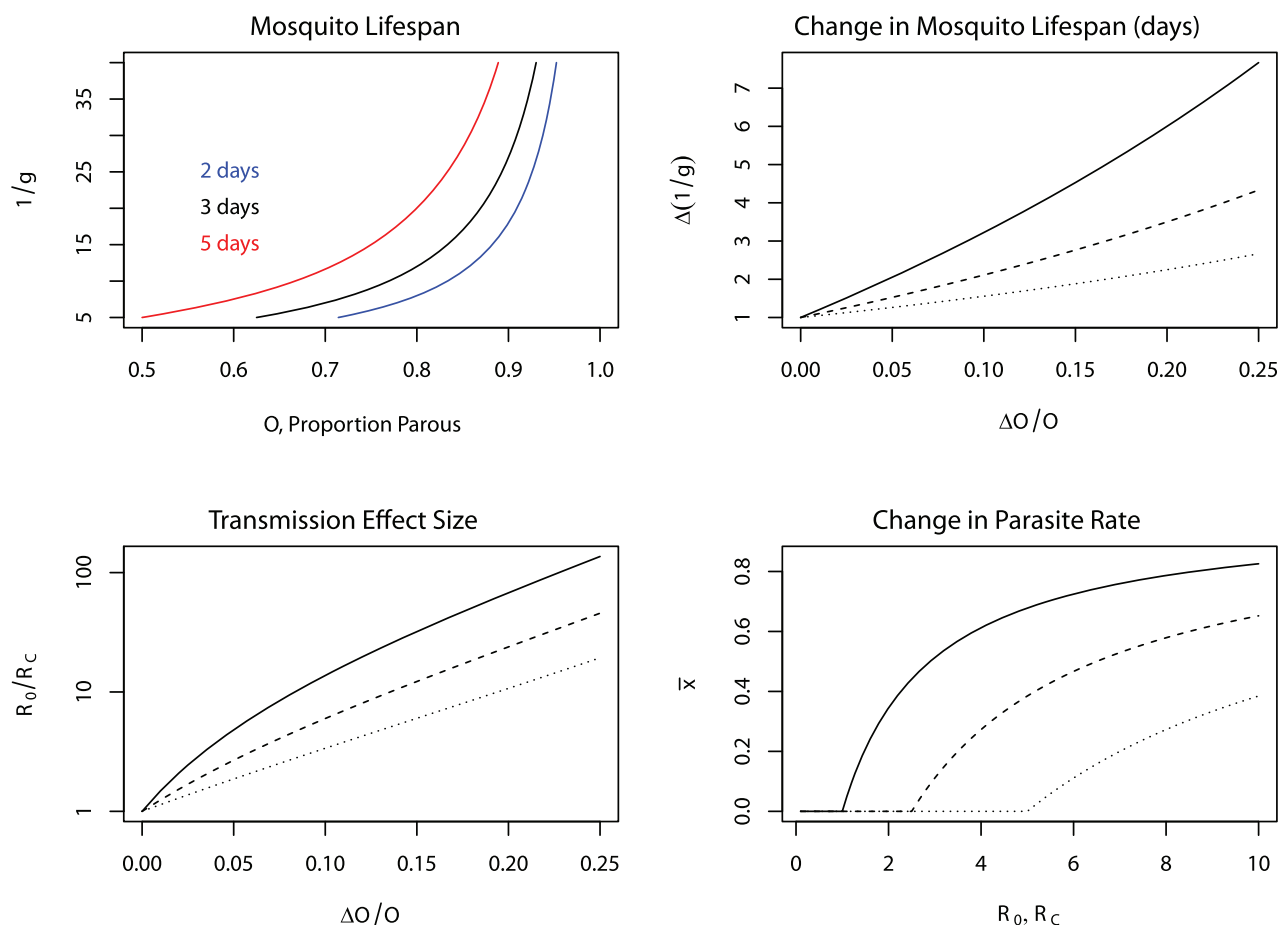 Mosquito Lifespan
1/g
35
25
15
5
2 days
3 days
5 days
0.5 0.6 0.7 0.8 0.9 1.0
O, Proportion Parous
Change in Mosquito Lifespan (days)
Δ(1/g)
7
6
5
4
3
2
1
0.00 0.05 0.10 0.15 0.20 0.25
ΔO/O
Transmission Effect Size
R0/RC
100
10
1
0.00 0.05 0.10 0.15 0.20 0.25
ΔO/O
Change in Parasite Rate
x̄
0.8
0.6
0.4
0.2
0.0
0 2 4 6 8 10
R0, RC